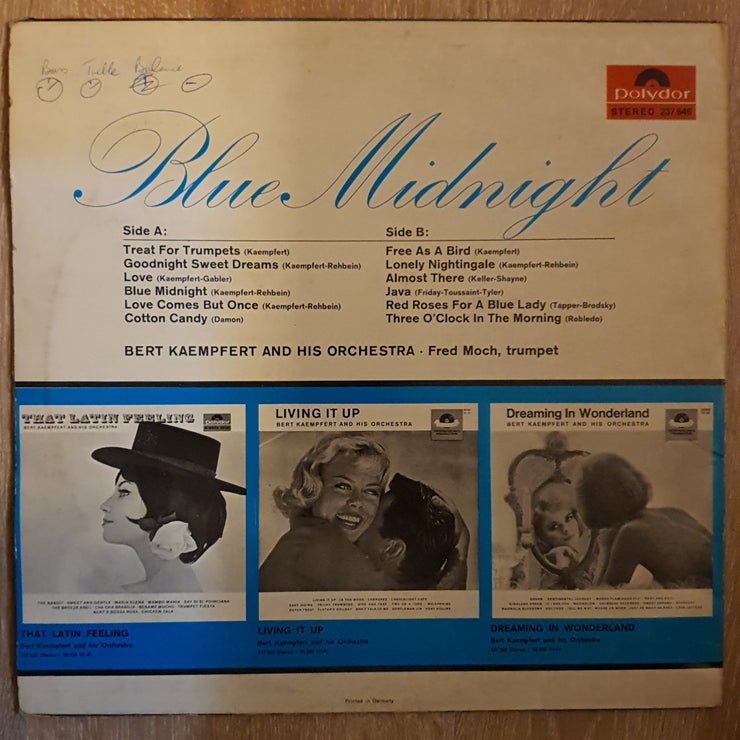 Bass Treble Balance
Polydor
STEREO 237 646
Blue Midnight
Side A:
Treat For Trumpets (Kaempfert)
Goodnight Sweet Dreams (Kaempfert-Rehbein)
Love (Kaempfert-Gabler)
Blue Midnight (Kaempfert-Rehbein)
Love Comes But Once (Kaempfert-Rehbein)
Cotton Candy (Damon)
Side B:
Free As A Bird (Kaempfert)
Lonely Nightingale (Kaempfert-Rehbein)
Almost There (Keller-Shayne)
Java (Friday-Toussaint-Tyler)
Red Roses For A Blue Lady (Tapper-Brodsky)
Three O'Clock In The Morning (Robledo)
BERT KAEMPFERT AND HIS ORCHESTRA · Fred Moch, trumpet
THAT LATIN FEELING
BERT KAEMPFERT AND HIS ORCHESTRA
Polydor
THAT LATIN FEELING
Bert Kaempfert and his Orchestra
LIVING IT UP
BERT KAEMPFERT AND HIS ORCHESTRA
LIVING IT UP
Bert Kaempfert and his Orchestra
Dreaming In Wonderland
BERT KAEMPFERT AND HIS ORCHESTRA
DREAMING IN WONDERLAND
Bert Kaempfert and his Orchestra
Printed in Germany